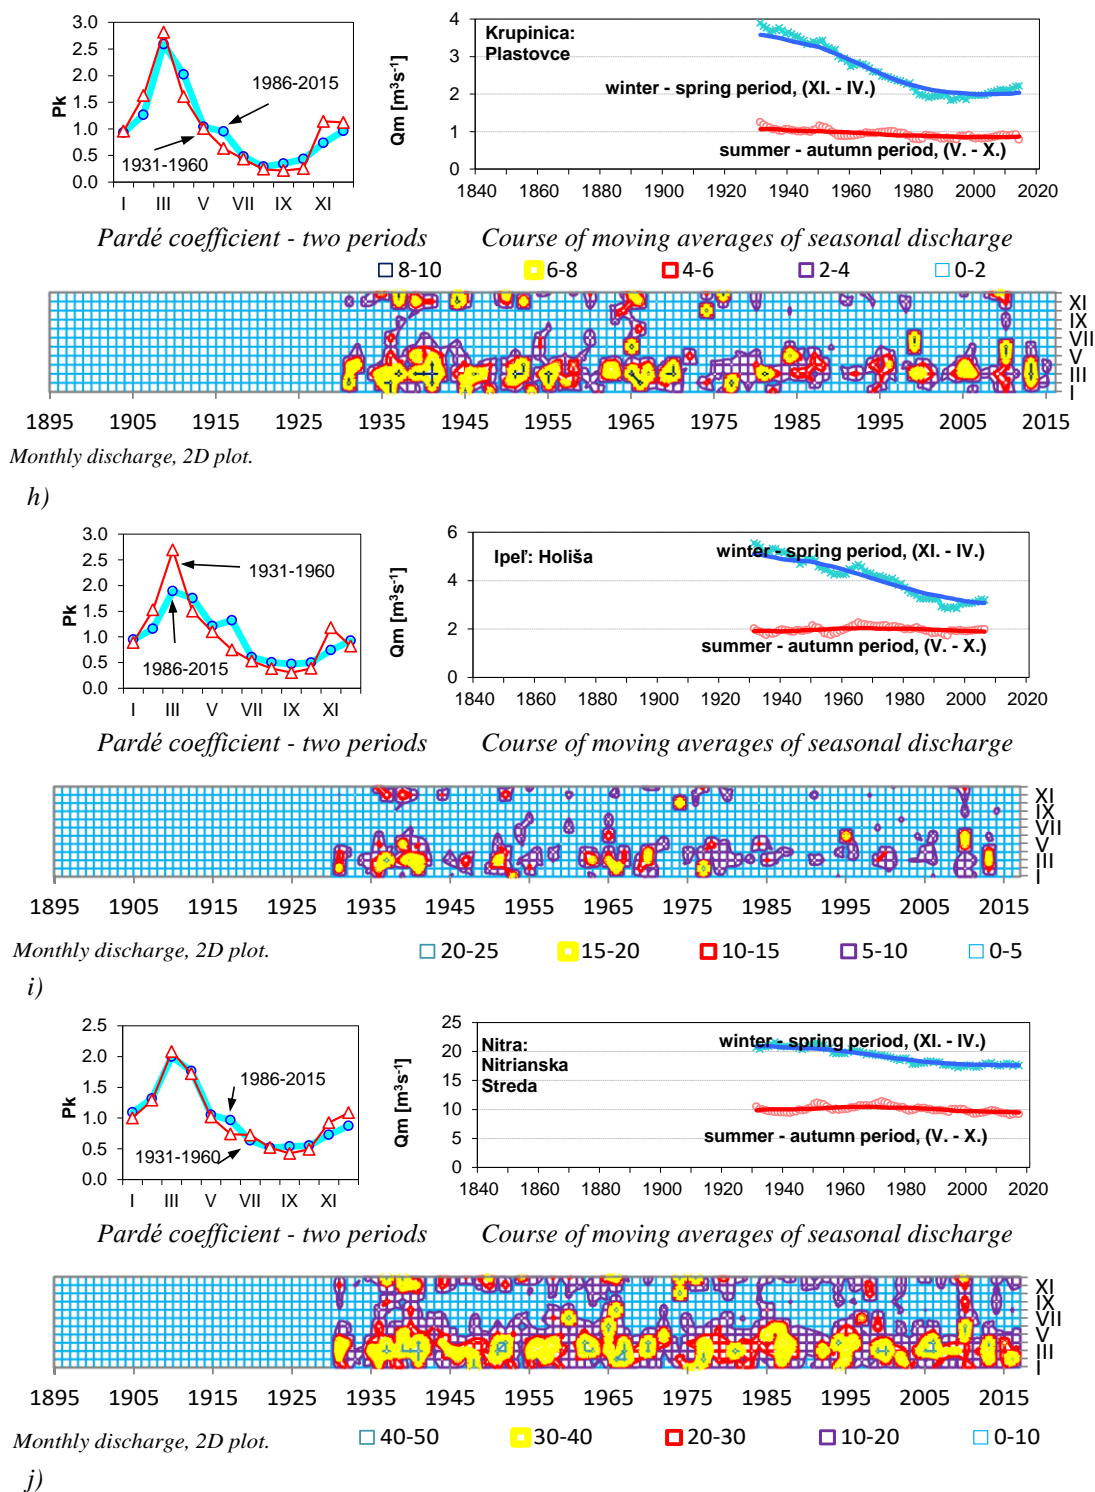 3.0
2.5
2.0
1.5
1.0
0.5
0.0
Pk
1986-2015
1931-1960
I III V VII IX XI
4
3
2
1
0
Qm [m³s⁻¹]
Krupinica:
Plastovce
winter - spring period, (XI. - IV.)
summer - autumn period, (V. - X.)
1840 1860 1880 1900 1920 1940 1960 1980 2000 2020
Pardé coefficient - two periods
Course of moving averages of seasonal discharge
8-10 6-8 4-6 2-4 0-2
XI
IX
VII
V
III
I
1895 1905 1915 1925 1935 1945 1955 1965 1975 1985 1995 2005 2015
Monthly discharge, 2D plot.
h)
3.0
2.5
2.0
1.5
1.0
0.5
0.0
Pk
1931-1960
1986-2015
I III V VII IX XI
6
4
2
0
Qm [m³s⁻¹]
Ipeľ: Holiša
winter - spring period, (XI. - IV.)
summer - autumn period, (V. - X.)
1840 1860 1880 1900 1920 1940 1960 1980 2000 2020
Pardé coefficient - two periods
Course of moving averages of seasonal discharge
XI
IX
VII
V
III
I
1895 1905 1915 1925 1935 1945 1955 1965 1975 1985 1995 2005 2015
Monthly discharge, 2D plot.
20-25 15-20 10-15 5-10 0-5
i)
2.5
2.0
1.5
1.0
0.5
0.0
Pk
1986-2015
1931-1960
I III V VII IX XI
25
20
15
10
5
0
Qm [m³s⁻¹]
Nitra:
Nitrianska
Streda
winter - spring period, (XI. - IV.)
summer - autumn period, (V. - X.)
1840 1860 1880 1900 1920 1940 1960 1980 2000 2020
Pardé coefficient - two periods
Course of moving averages of seasonal discharge
XI
IX
VII
V
III
I
1895 1905 1915 1925 1935 1945 1955 1965 1975 1985 1995 2005 2015
Monthly discharge, 2D plot.
40-50 30-40 20-30 10-20 0-10
j)